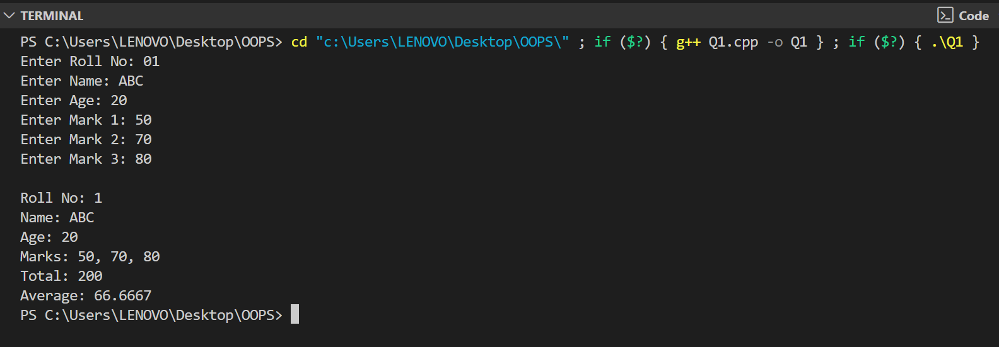 TERMINAL
Code
PS C:\Users\LENOVO\Desktop\OOPS> cd "c:\Users\LENOVO\Desktop\OOPS\" ; if ($?) { g++ Q1.cpp -o Q1 } ; if ($?) { .\Q1 }
Enter Roll No: 01
Enter Name: ABC
Enter Age: 20
Enter Mark 1: 50
Enter Mark 2: 70
Enter Mark 3: 80
Roll No: 1
Name: ABC
Age: 20
Marks: 50, 70, 80
Total: 200
Average: 66.6667
PS C:\Users\LENOVO\Desktop\OOPS>